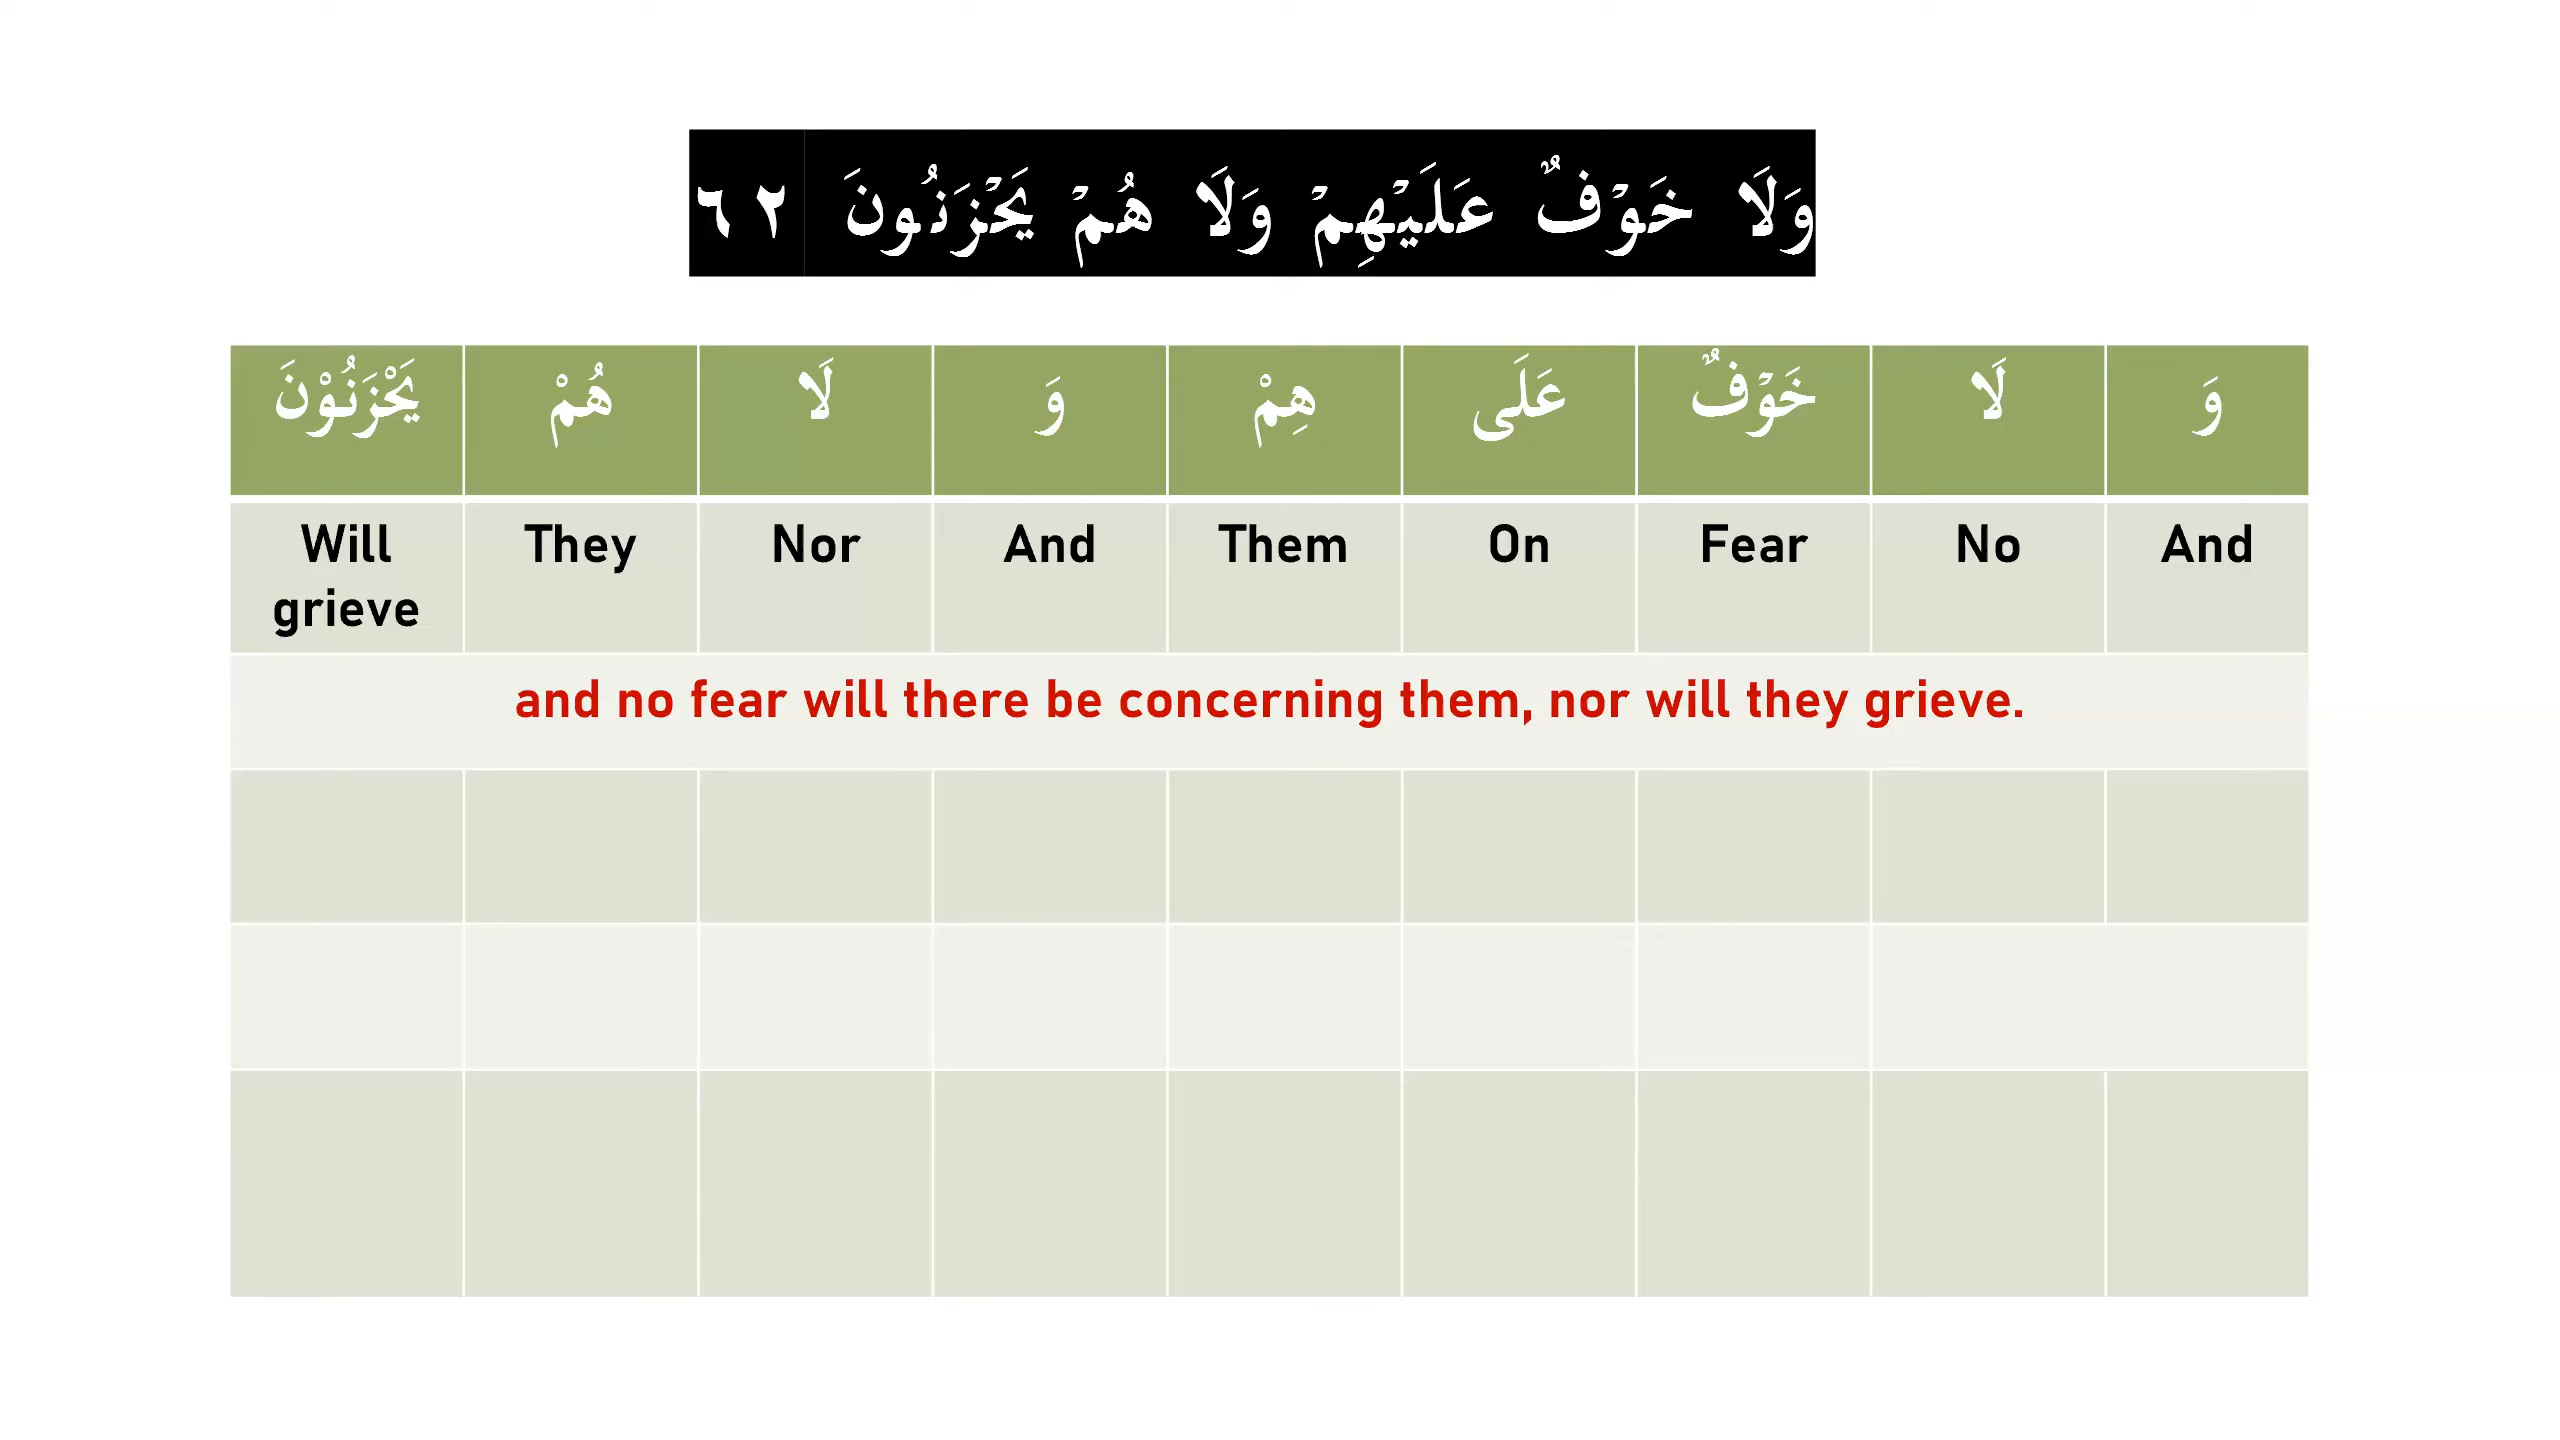 وَلَا خَوۡفٌ عَلَيۡهِمۡ وَلَا هُمۡ يَحۡزَنُونَ ٦٢
وَ لَا خَوۡفٌ عَلَى هِمْ وَ لَا هُمْ يَحْزَنُوْنَ
And No Fear On Them And Nor They Will grieve
and no fear will there be concerning them, nor will they grieve.